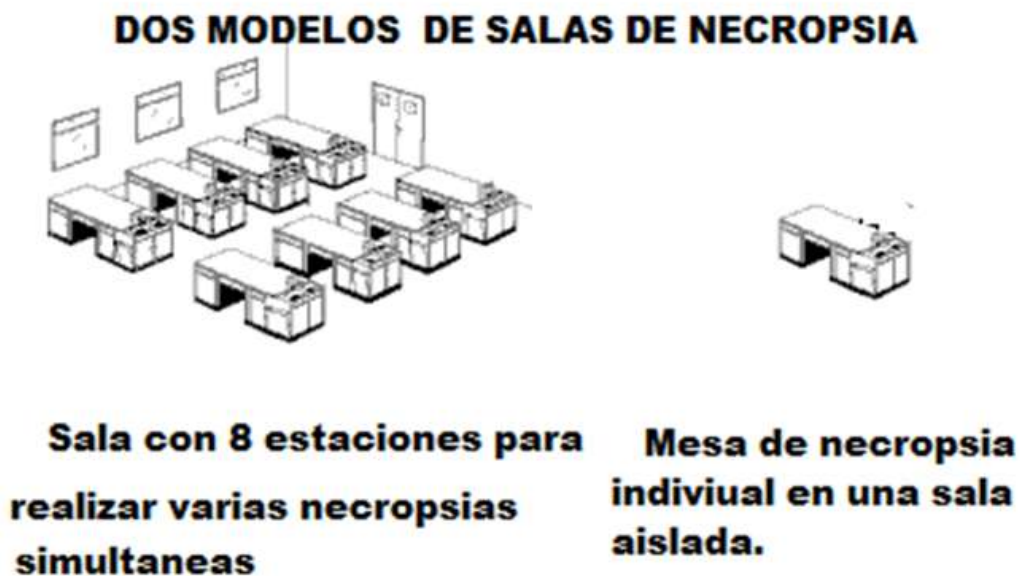 DOS MODELOS DE SALAS DE NECROPSIA
Sala con 8 estaciones para
realizar varias necropsias
simultaneas
Mesa de necropsia
indiviual en una sala
aislada.